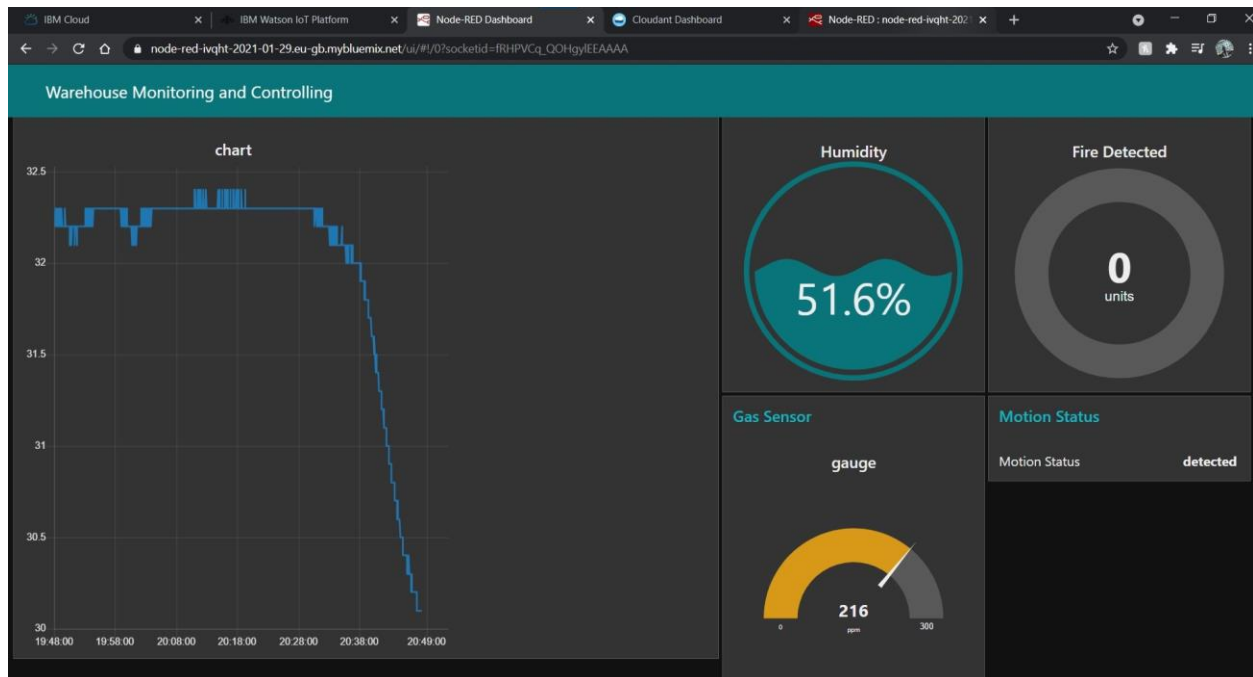 IBM Cloud
IBM Watson IoT Platform
Node-RED Dashboard
Cloudant Dashboard
Node-RED : node-red-ivqht-2021
node-red-ivqht-2021-01-29.eu-gb.mybluemix.net/ui/#!/0?socketid=fRHPVCq_QOHgylEEAAAA
Warehouse Monitoring and Controlling
chart
32.5
32
31.5
31
30.5
30
19:48:00 19:58:00 20:08:00 20:18:00 20:28:00 20:38:00 20:49:00
Humidity
51.6%
Fire Detected
0
units
Gas Sensor
gauge
216
ppm
0 300
Motion Status
Motion Status detected